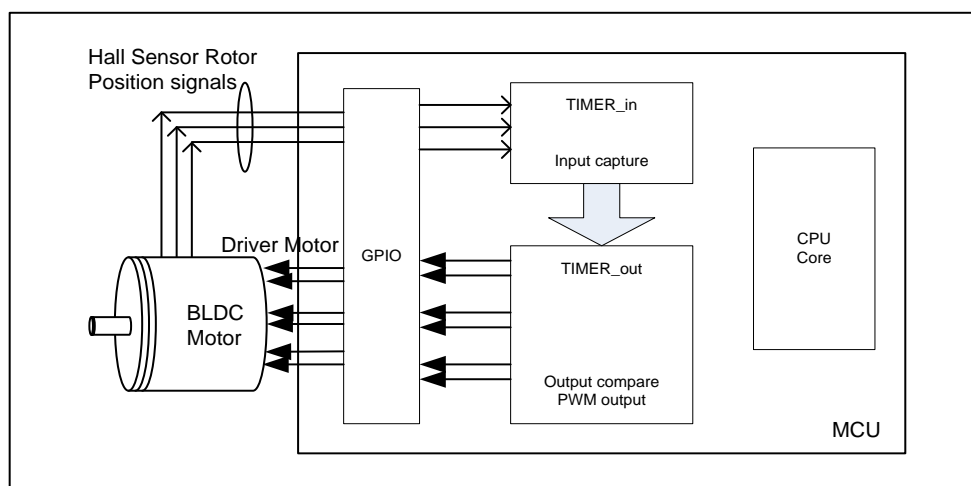 Hall Sensor Rotor
Position signals
TIMER_in
Input capture
CPU
Core
Driver Motor
GPIO
TIMER_out
BLDC
Motor
Output compare
PWM output
MCU